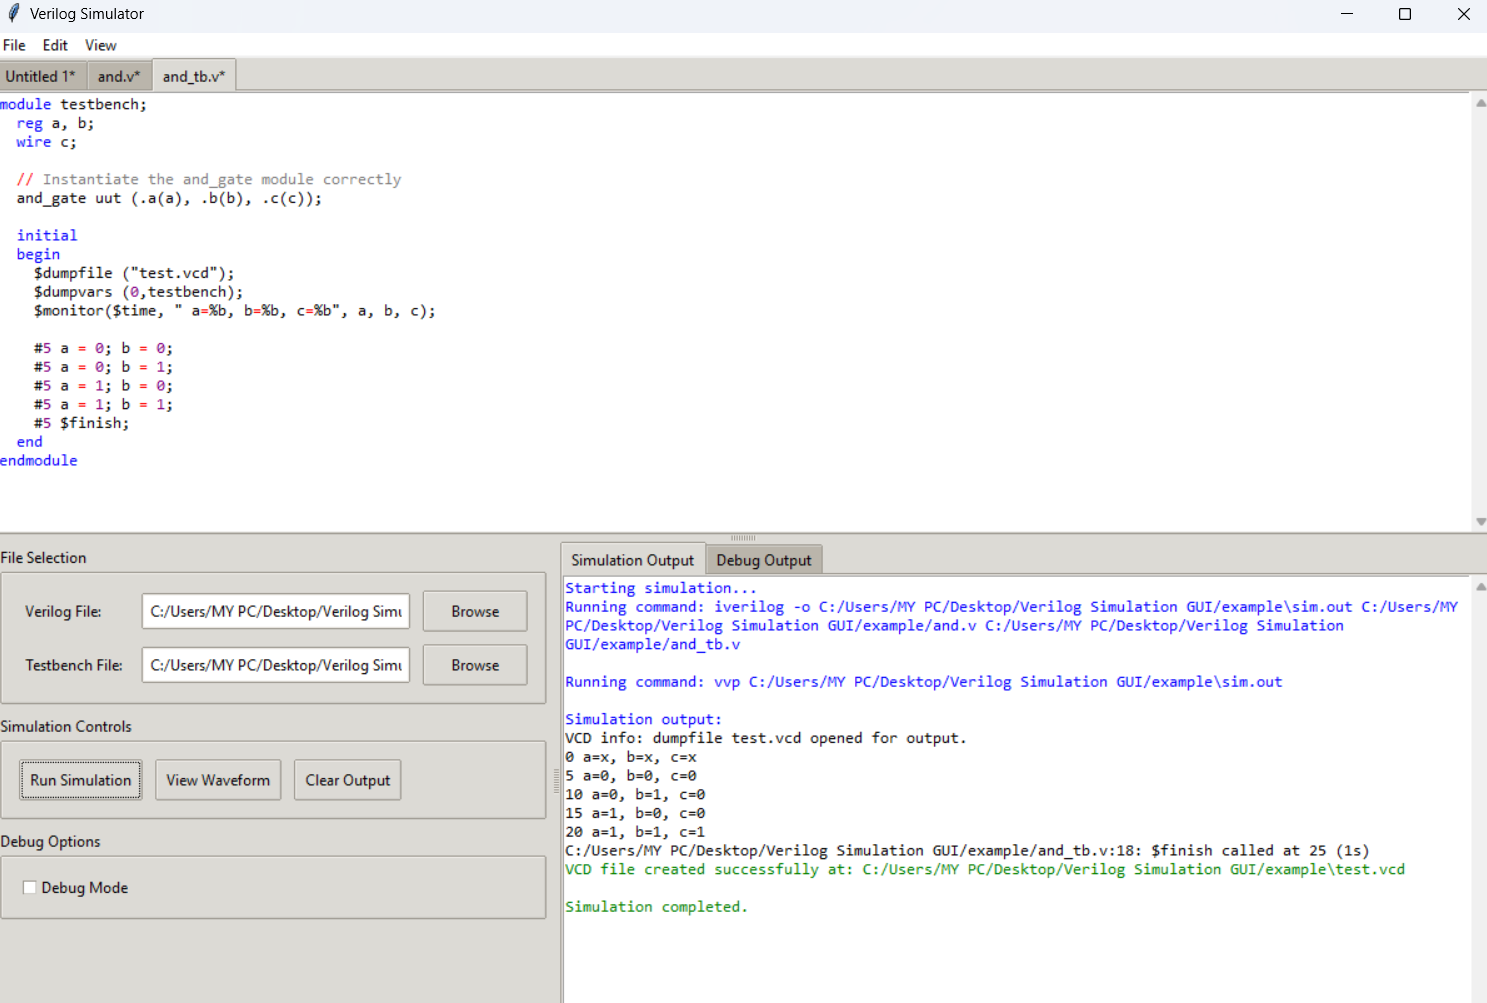 Verilog Simulator
File Edit View
Untitled 1* and.v* and_tb.v*
module testbench;
  reg a, b;
  wire c;

  // Instantiate the and_gate module correctly
  and_gate uut (.a(a), .b(b), .c(c));

  initial
  begin
    $dumpfile ("test.vcd");
    $dumpvars (0,testbench);
    $monitor($time, " a=%b, b=%b, c=%b", a, b, c);

    #5 a = 0; b = 0;
    #5 a = 0; b = 1;
    #5 a = 1; b = 0;
    #5 a = 1; b = 1;
    #5 $finish;
  end
endmodule
File Selection
Verilog File: C:/Users/MY PC/Desktop/Verilog Simu Browse
Testbench File: C:/Users/MY PC/Desktop/Verilog Simu Browse
Simulation Controls
Run Simulation View Waveform Clear Output
Debug Options
Debug Mode
Simulation Output Debug Output
Starting simulation...
Running command: iverilog -o C:/Users/MY PC/Desktop/Verilog Simulation GUI/example\sim.out C:/Users/MY
PC/Desktop/Verilog Simulation GUI/example/and.v C:/Users/MY PC/Desktop/Verilog Simulation
GUI/example/and_tb.v

Running command: vvp C:/Users/MY PC/Desktop/Verilog Simulation GUI/example\sim.out

Simulation output:
VCD info: dumpfile test.vcd opened for output.
0 a=x, b=x, c=x
5 a=0, b=0, c=0
10 a=0, b=1, c=0
15 a=1, b=0, c=0
20 a=1, b=1, c=1
C:/Users/MY PC/Desktop/Verilog Simulation GUI/example/and_tb.v:18: $finish called at 25 (1s)
VCD file created successfully at: C:/Users/MY PC/Desktop/Verilog Simulation GUI/example\test.vcd

Simulation completed.